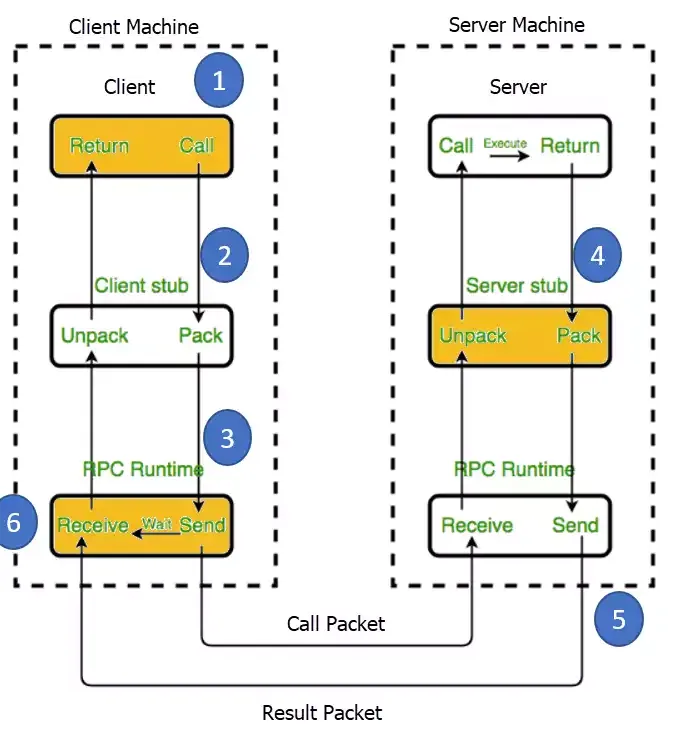 Client Machine
Server Machine
Client
1
Server
Return Call
Call Execute Return
2
4
Client stub
Server stub
Unpack Pack
Unpack Pack
3
RPC Runtime
RPC Runtime
6
Receive Wait Send
Receive Send
5
Call Packet
Result Packet